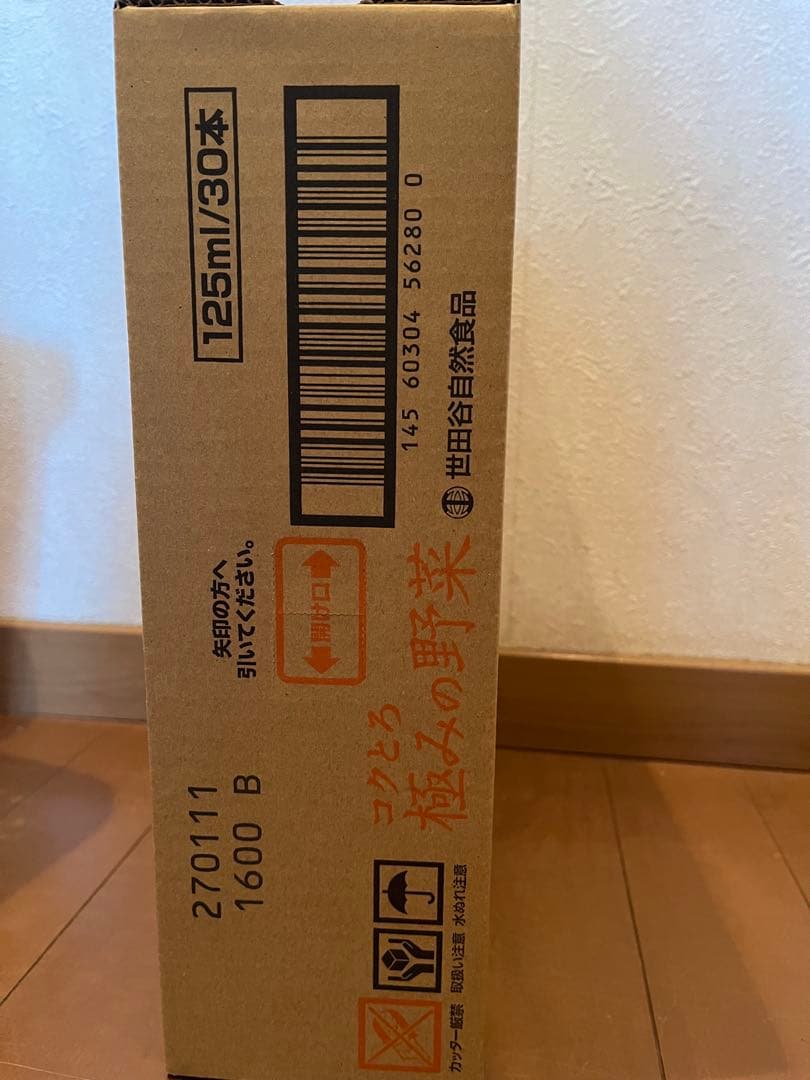 270111
1600 B
矢印の方へ
引いてください。
開け口
125ml/30本
145 60304 56280 0
コクとろ
極みの野菜
世田谷自然食品
カッター厳禁
取扱い注意
水ぬれ注意